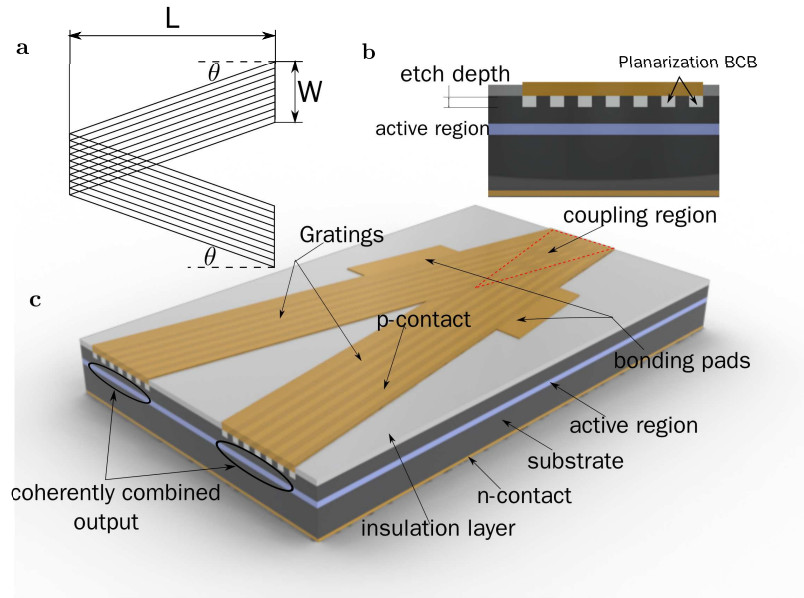 a
L
θ
W
θ
b
Planarization BCB
etch depth
active region
c
coupling region
Gratings
p-contact
bonding pads
active region
substrate
n-contact
insulation layer
coherently combined
output